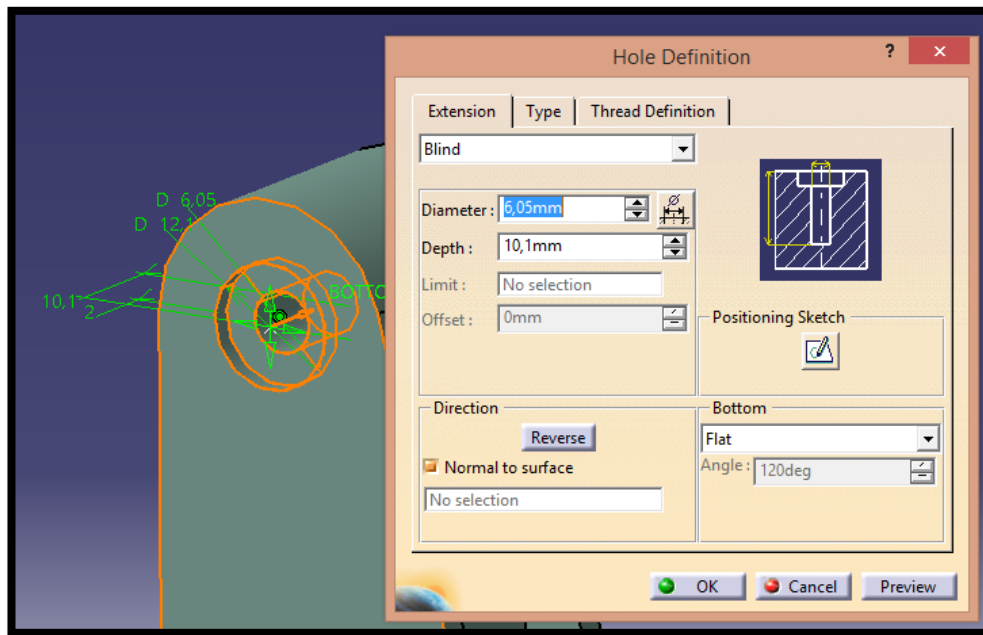 Hole Definition
? ×
Extension Type Thread Definition
Blind
Diameter : 6,05mm
Depth : 10,1mm
Limit : No selection
Offset : 0mm
Positioning Sketch
Direction
Reverse
Normal to surface
No selection
Bottom
Flat
Angle : 120deg
OK Cancel Preview
D 6,05
D 12,1
10,1
2